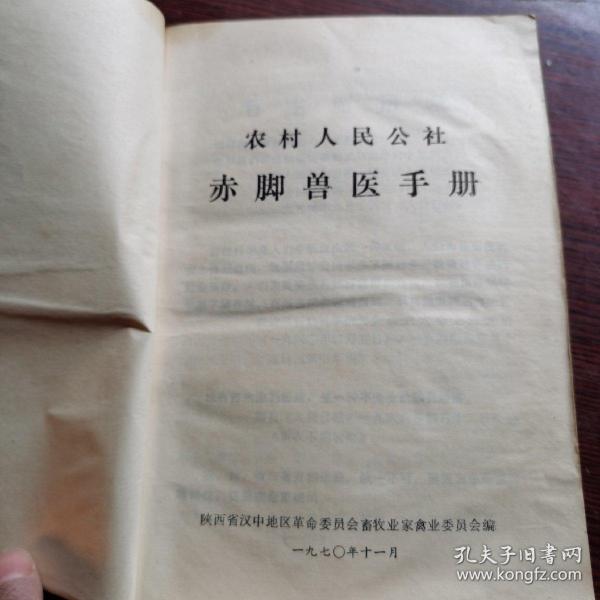 农村人民公社
赤脚兽医手册
陕西省汉中地区革命委员会畜牧业家禽业委员会编
一九七〇年十一月
孔夫子旧书网
www.kongfz.com